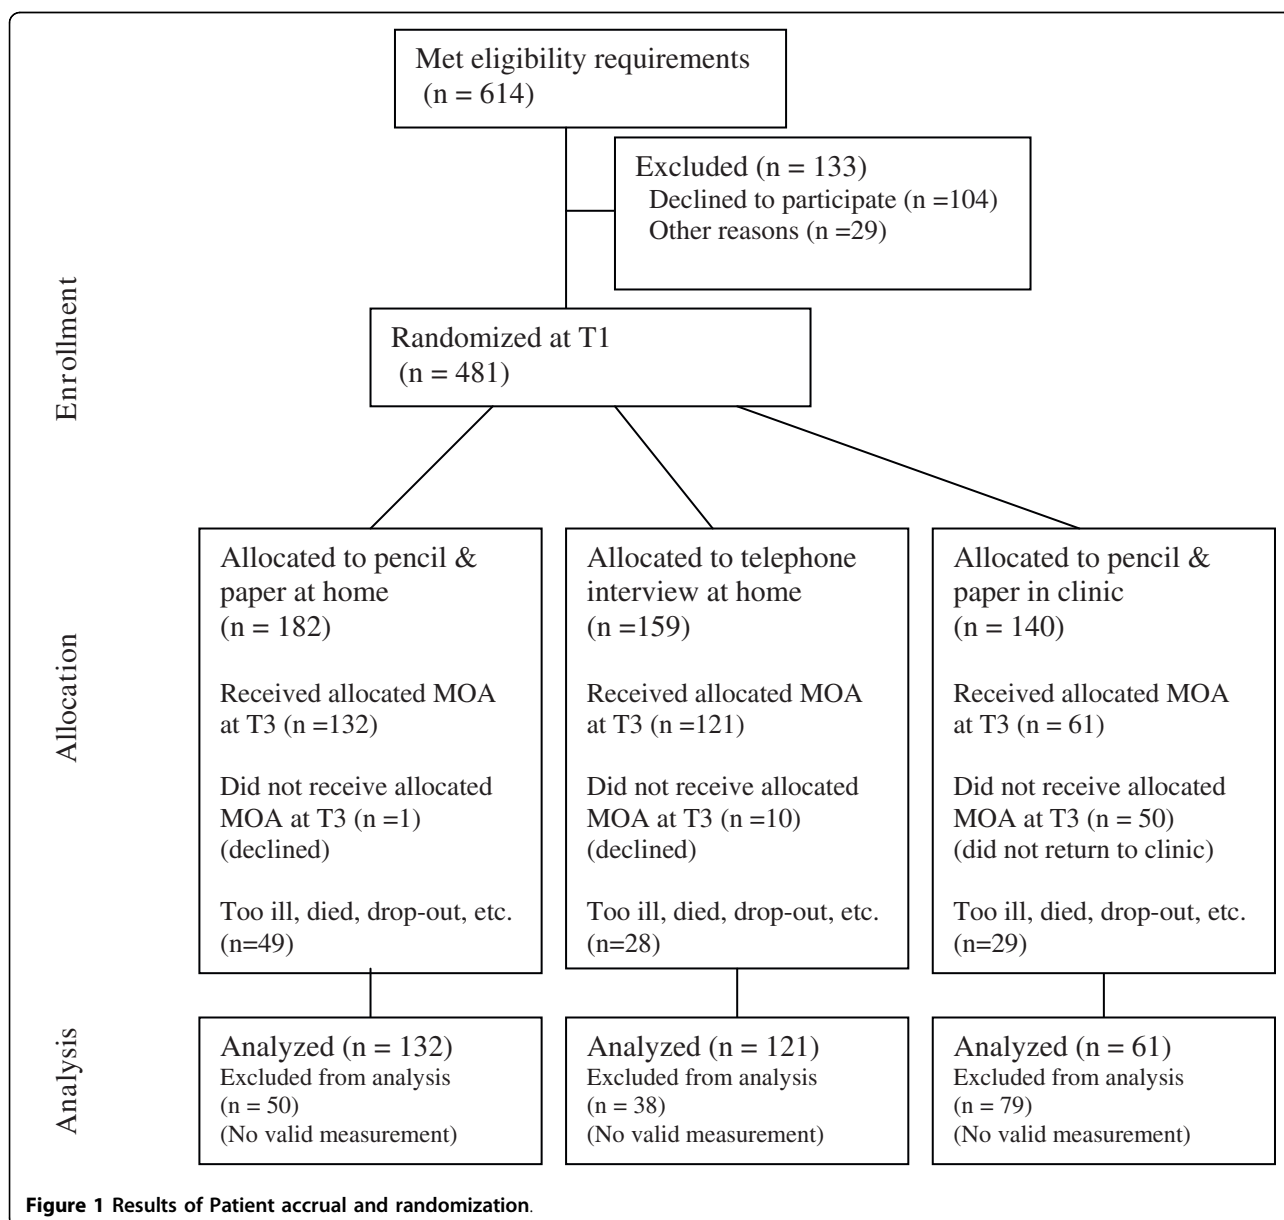 Met eligibility requirements
(n = 614)
Excluded (n = 133)
Declined to participate (n =104)
Other reasons (n =29)
Enrollment
Randomized at T1
(n = 481)
Allocation
Allocated to pencil &
paper at home
(n = 182)
Received allocated MOA
at T3 (n =132)
Did not receive allocated
MOA at T3 (n =1)
(declined)
Too ill, died, drop-out, etc.
(n=49)
Allocated to telephone
interview at home
(n =159)
Received allocated MOA
at T3 (n =121)
Did not receive allocated
MOA at T3 (n =10)
(declined)
Too ill, died, drop-out, etc.
(n=28)
Allocated to pencil &
paper in clinic
(n = 140)
Received allocated MOA
at T3 (n = 61)
Did not receive allocated
MOA at T3 (n = 50)
(did not return to clinic)
Too ill, died, drop-out, etc.
(n=29)
Analysis
Analyzed (n = 132)
Excluded from analysis
(n = 50)
(No valid measurement)
Analyzed (n = 121)
Excluded from analysis
(n = 38)
(No valid measurement)
Analyzed (n = 61)
Excluded from analysis
(n = 79)
(No valid measurement)
Figure 1 Results of Patient accrual and randomization.